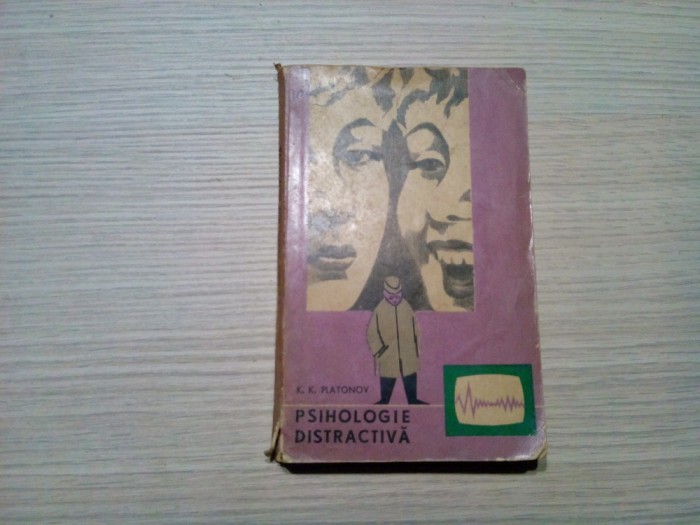 K. K. PLATONOV
PSIHOLOGIE
DISTRACTIVĂ